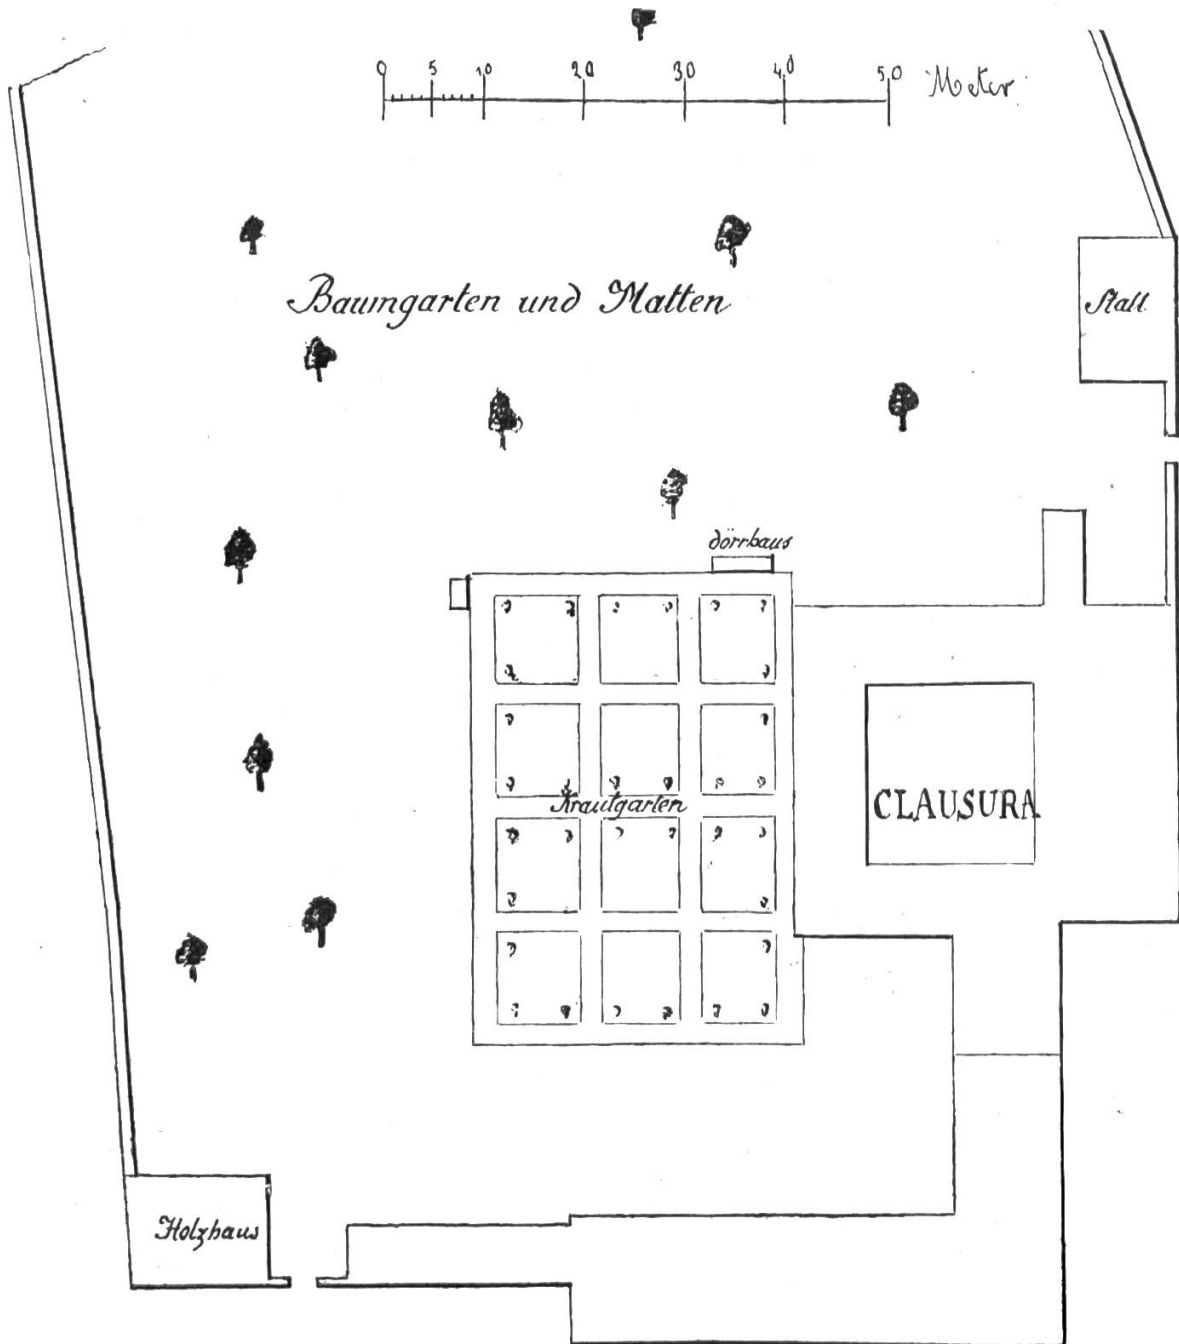 0 5 10 20 30 40 50 Meter
Baumgarten und Matten
Stall
dörrhaus
Krautgarten
CLAUSURA
Holzhaus